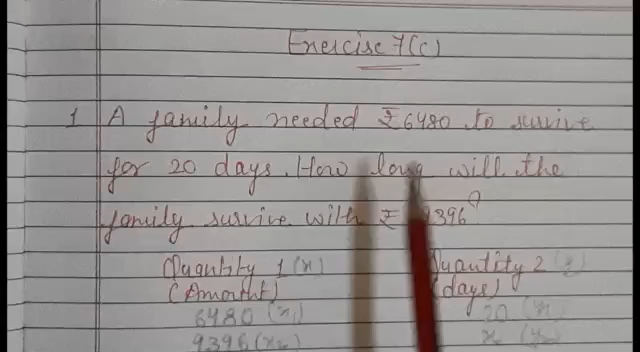 Exercise 7(c)
1 A family needed ₹6480 to survive
for 20 days. How long will the
family survive with ₹ 9396?
Quantity 1 (x) Quantity 2
(Amount) (days)
6480 (x₁) 20
9396 (x₂) x